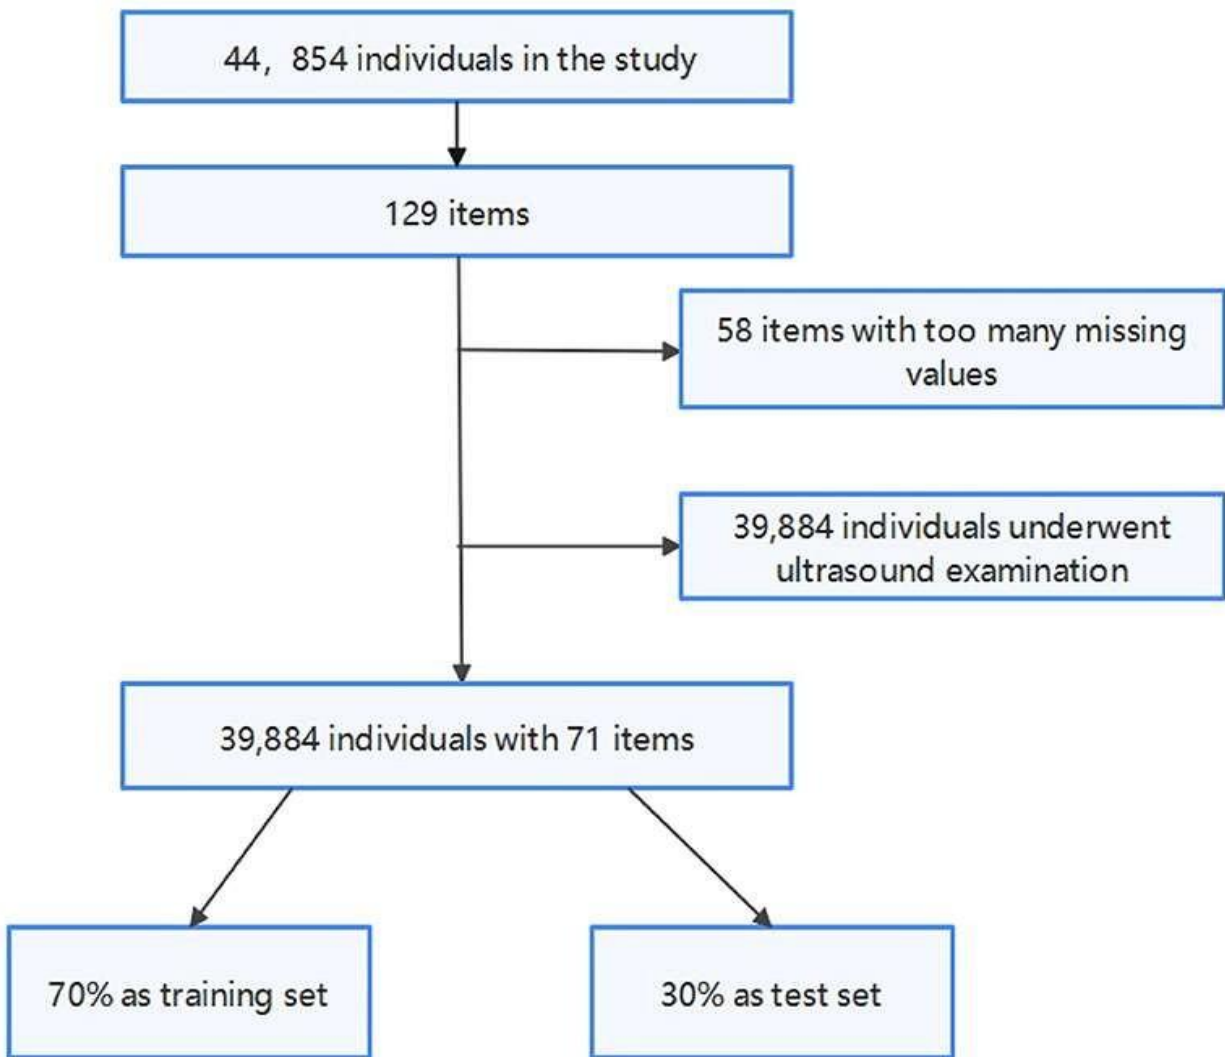 44, 854 individuals in the study
129 items
58 items with too many missing
values
39,884 individuals underwent
ultrasound examination
39,884 individuals with 71 items
70% as training set
30% as test set